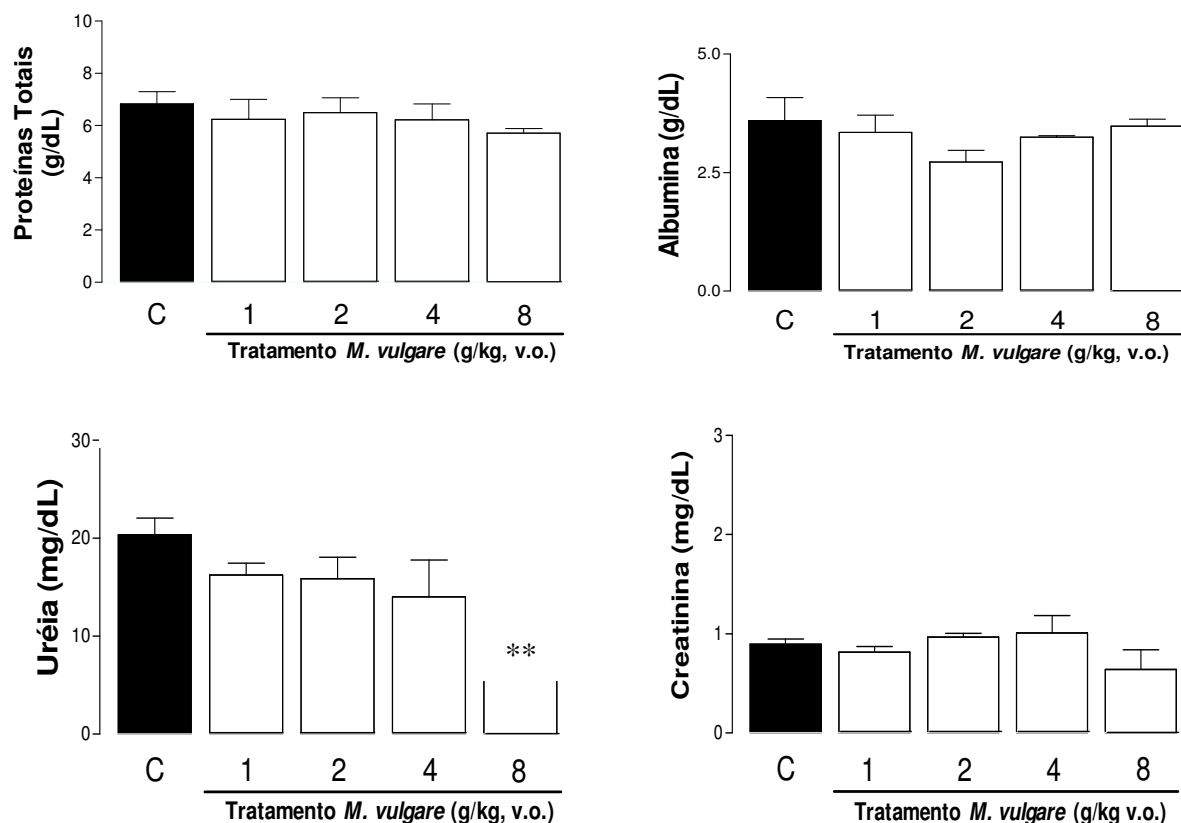 Proteínas Totais
(g/dL)
10
8
6
4
2
0
C 1 2 4 8
Tratamento M. vulgare (g/kg, v.o.)
Albumina (g/dL)
5.0
2.5
0.0
C 1 2 4 8
Tratamento M. vulgare (g/kg, v.o.)
Uréia (mg/dL)
30
20
10
0
**
C 1 2 4 8
Tratamento M. vulgare (g/kg, v.o.)
Creatinina (mg/dL)
3
2
1
0
C 1 2 4 8
Tratamento M. vulgare (g/kg v.o.)